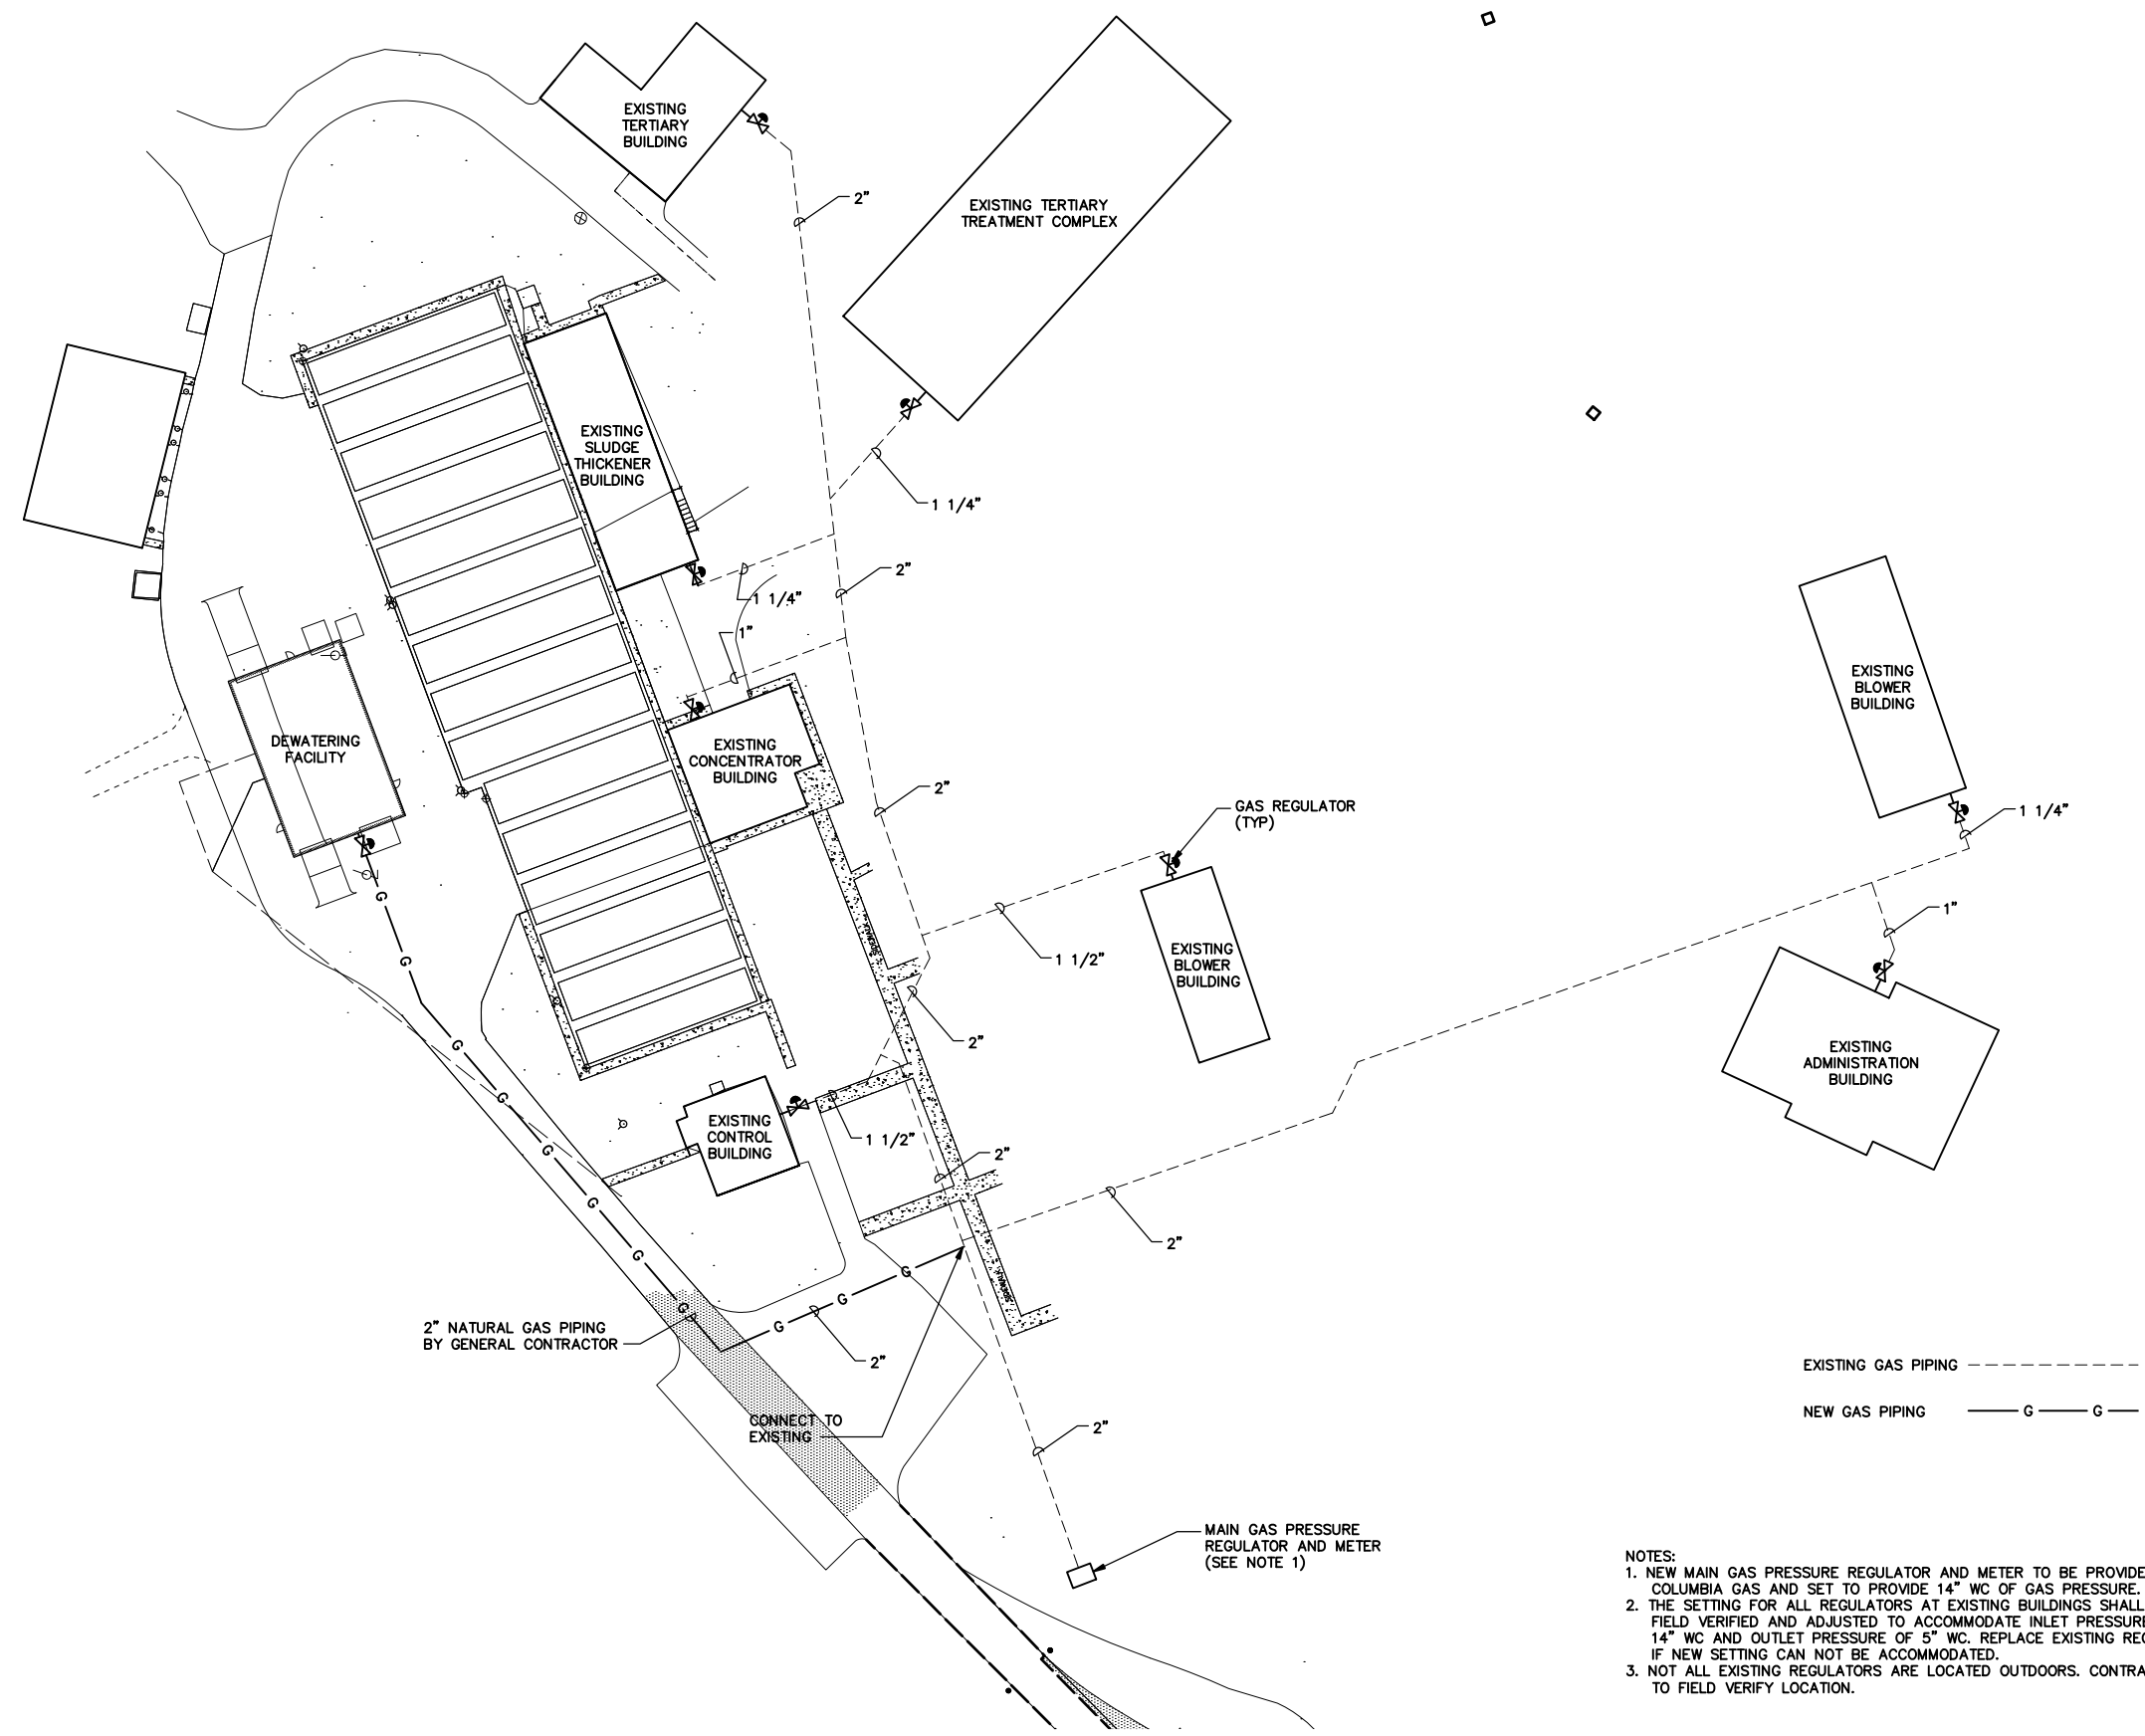 EXISTING
TERTIARY
BUILDING
2”
EXISTING TERTIARY
TREATMENT COMPLEX
EXISTING
SLUDGE
THICKENER
BUILDING
1 1/4”
2”
1 1/4”
1”
EXISTING
BLOWER
BUILDING
DEWATERING
FACILITY
EXISTING
CONCENTRATOR
BUILDING
2”
GAS REGULATOR
(TYP)
1 1/4”
1”
SIDEWALK
EXISTING
BLOWER
BUILDING
1 1/2”
2”
EXISTING
ADMINISTRATION
BUILDING
G
G
G
G
G
G
G
G
EXISTING
CONTROL
BUILDING
1 1/2”
2”
2”
G
G
G
SIDEWALK
2” NATURAL GAS PIPING
BY GENERAL CONTRACTOR
2”
EXISTING GAS PIPING
NEW GAS PIPING G G
CONNECT TO
EXISTING
2”
MAIN GAS PRESSURE
REGULATOR AND METER
(SEE NOTE 1)
NOTES:
1. NEW MAIN GAS PRESSURE REGULATOR AND METER TO BE PROVIDE
COLUMBIA GAS AND SET TO PROVIDE 14” WC OF GAS PRESSURE.
2. THE SETTING FOR ALL REGULATORS AT EXISTING BUILDINGS SHALL
FIELD VERIFIED AND ADJUSTED TO ACCOMMODATE INLET PRESSURE
14” WC AND OUTLET PRESSURE OF 5” WC. REPLACE EXISTING REG
IF NEW SETTING CAN NOT BE ACCOMMODATED.
3. NOT ALL EXISTING REGULATORS ARE LOCATED OUTDOORS. CONTRA
TO FIELD VERIFY LOCATION.